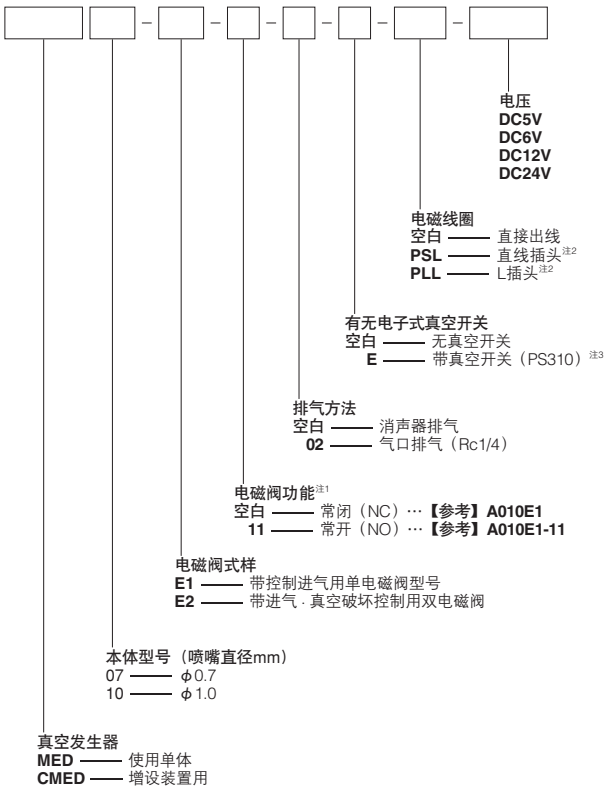 电压
DC5V
DC6V
DC12V
DC24V
电磁线圈
空白 —— 直接出线
PSL —— 直线插头注2
PLL —— L插头注2
有无电子式真空开关
空白 —— 无真空开关
E —— 带真空开关（PS310）注3
排气方法
空白 —— 消声器排气
02 —— 气口排气（Rc1/4）
电磁阀功能注1
空白 —— 常闭（NC）…【参考】A010E1
11 —— 常开（NO）…【参考】A010E1-11
电磁阀式样
E1 —— 带控制进气用单电磁阀型号
E2 —— 带进气 · 真空破坏控制用双电磁阀
本体型号（喷嘴直径mm）
07 —— φ0.7
10 —— φ1.0
真空发生器
MED —— 使用单体
CMED —— 增设装置用